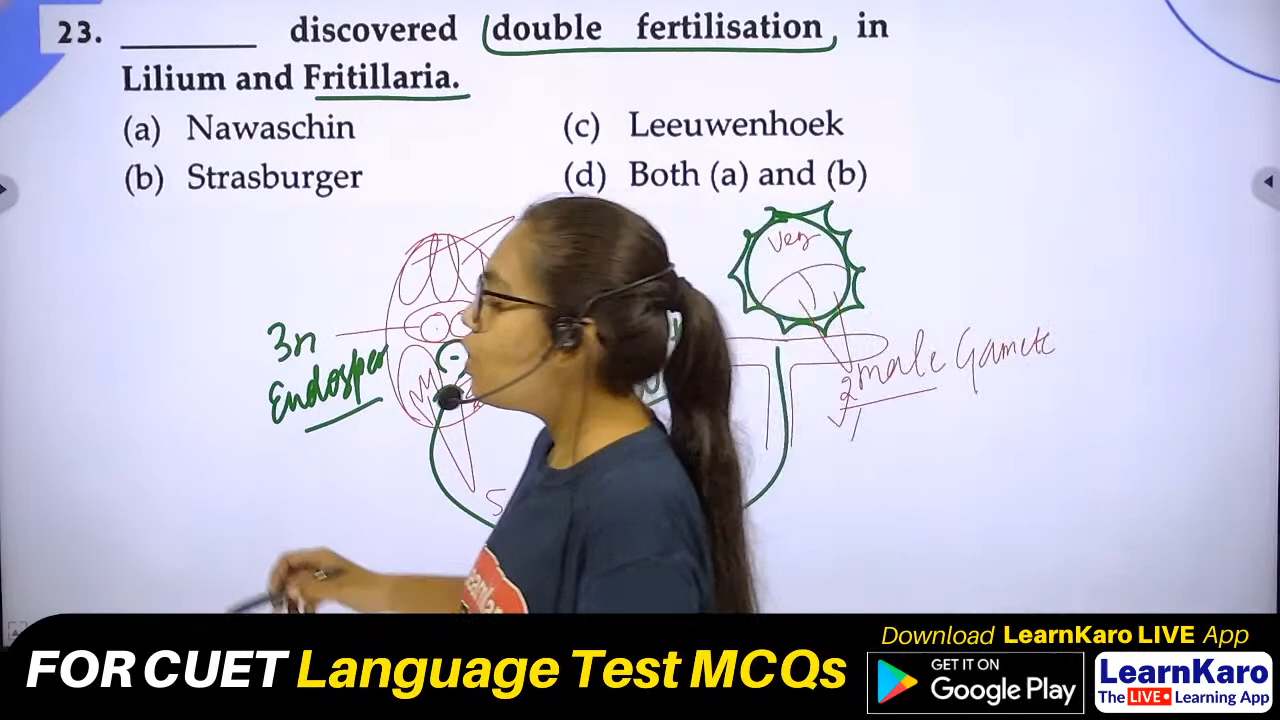 23. ________ discovered double fertilisation in
Lilium and Fritillaria.
(a) Nawaschin
(c) Leeuwenhoek
(b) Strasburger
(d) Both (a) and (b)
Veg
3n
Endosper
2 male Gamete
FOR CUET Language Test MCQs
Download LearnKaro LIVE App
GET IT ON
Google Play
LearnKaro
The LIVE Learning App